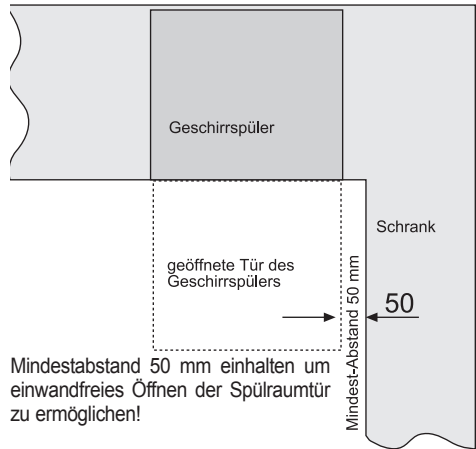 Geschirrspüler
Schrank
geöffnete Tür des
Geschirrspülers
Mindest-Abstand 50 mm
50
Mindestabstand 50 mm einhalten um
einwandfreies Öffnen der Spülraumtür
zu ermöglichen!